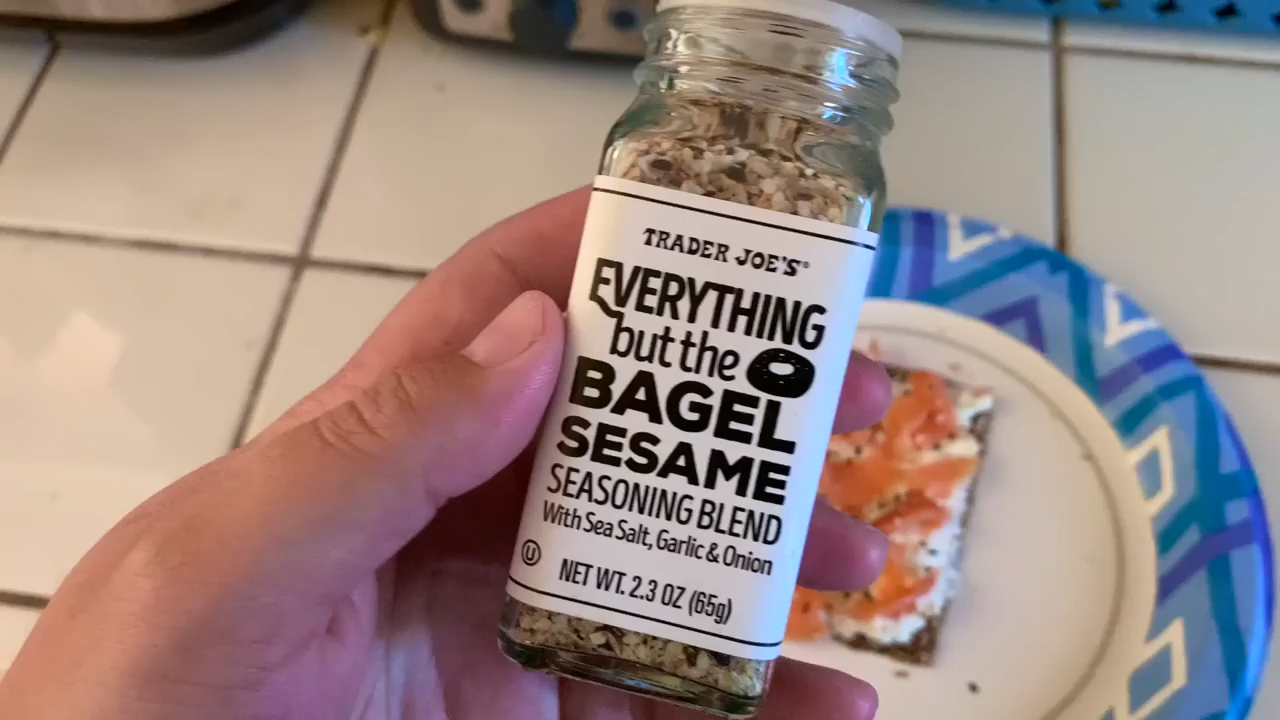 TRADER JOE'S®
EVERYTHING
but the
BAGEL
SESAME
SEASONING BLEND
With Sea Salt, Garlic & Onion
U
NET WT. 2.3 OZ (65g)